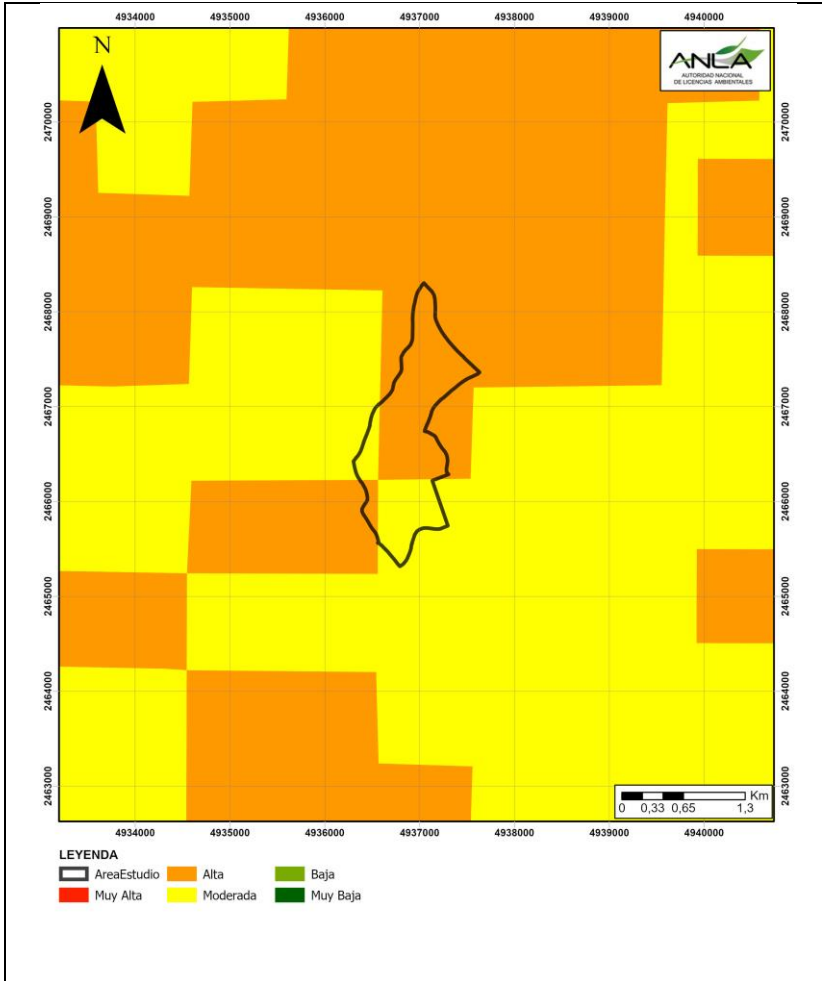 4934000 4935000 4936000 4937000 4938000 4939000 4940000
N
ANLA
AUTORIDAD NACIONAL
DE LICENCIAS AMBIENTALES
2470000 2470000
2469000 2469000
2468000 2468000
2467000 2467000
2466000 2466000
2465000 2465000
2464000 2464000
2463000 2463000
Km
0 0,33 0,65 1,3
4934000 4935000 4936000 4937000 4938000 4939000 4940000
LEYENDA
AreaEstudio Alta Baja
Muy Alta Moderada Muy Baja